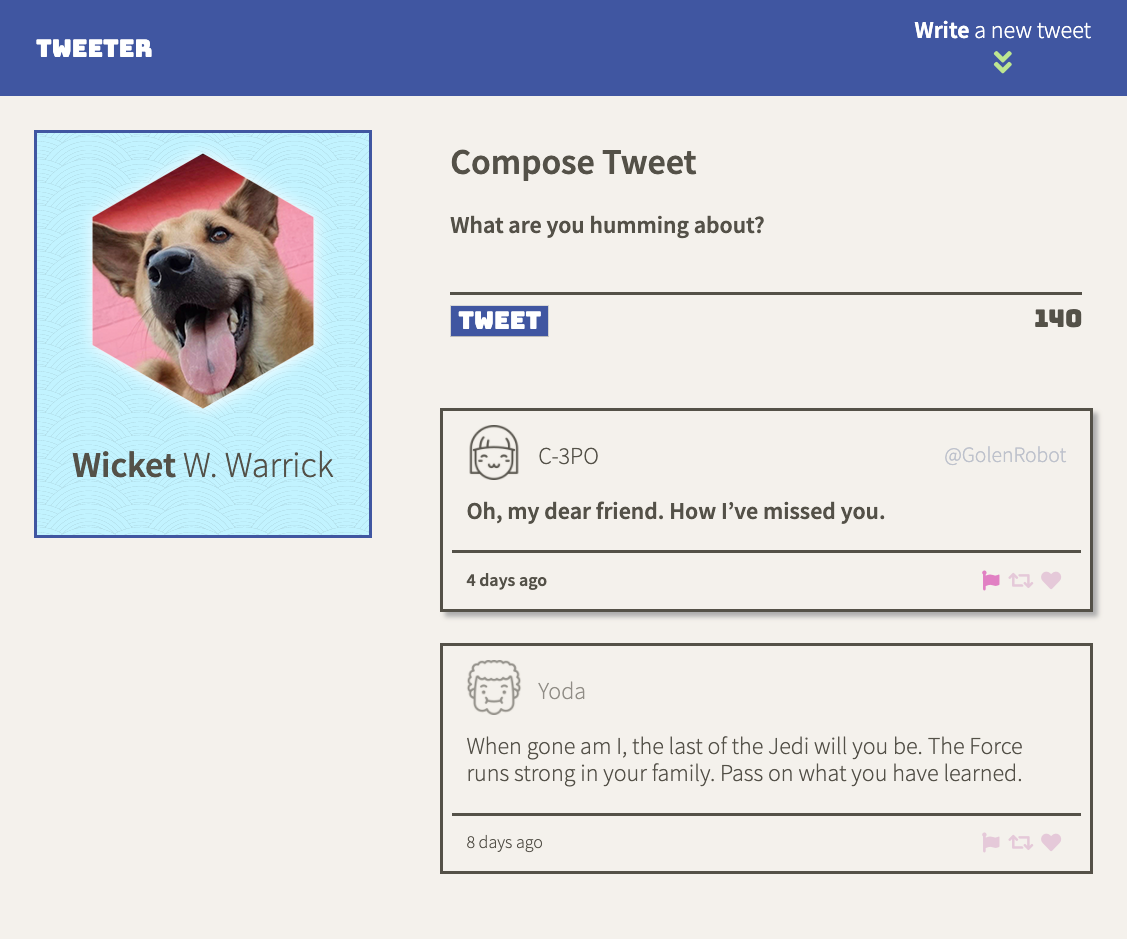 TWEETER
Write a new tweet
Wicket W. Warrick
Compose Tweet
What are you humming about?
TWEET
140
C-3PO
@GolenRobot
Oh, my dear friend. How I’ve missed you.
4 days ago
Yoda
When gone am I, the last of the Jedi will you be. The Force
runs strong in your family. Pass on what you have learned.
8 days ago